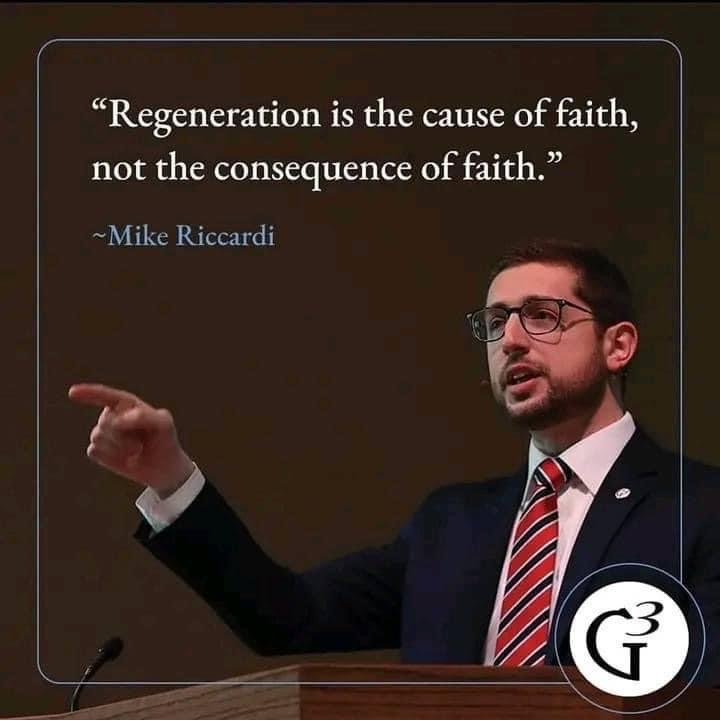 “Regeneration is the cause of faith,
not the consequence of faith.”
~Mike Riccardi
G3